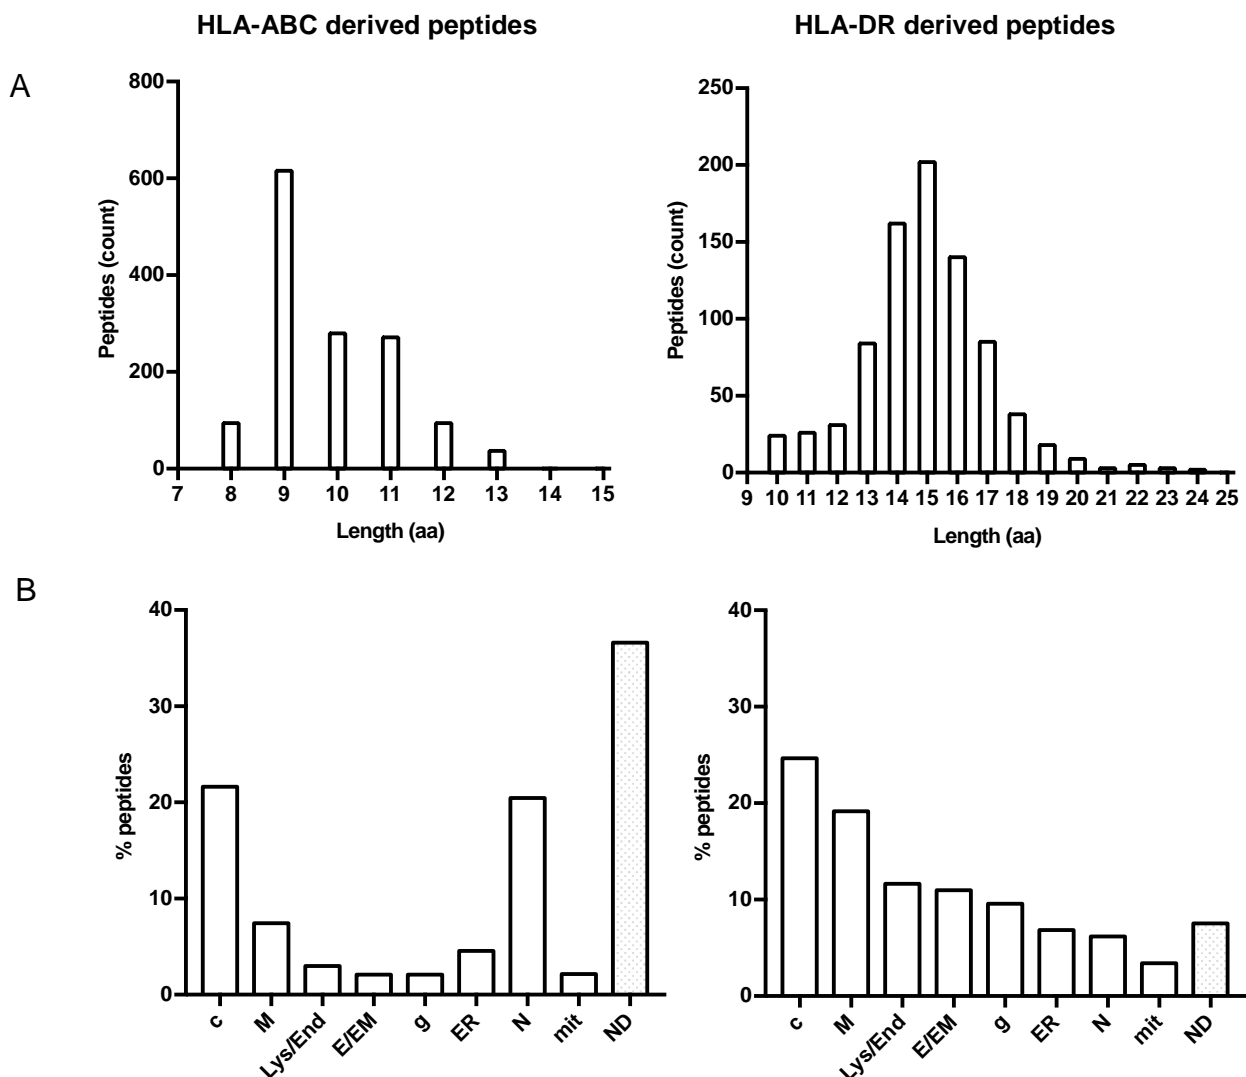 HLA-ABC derived peptides
HLA-DR derived peptides
A
800
600
400
200
0
Peptides (count)
7 8 9 10 11 12 13 14 15
Length (aa)
250
200
150
100
50
0
Peptides (count)
9 10 11 12 13 14 15 16 17 18 19 20 21 22 23 24 25
Length (aa)
B
40
30
20
10
0
% peptides
c M Lys/End E/EM g ER N mit ND
40
30
20
10
0
% peptides
c M Lys/End E/EM g ER N mit ND